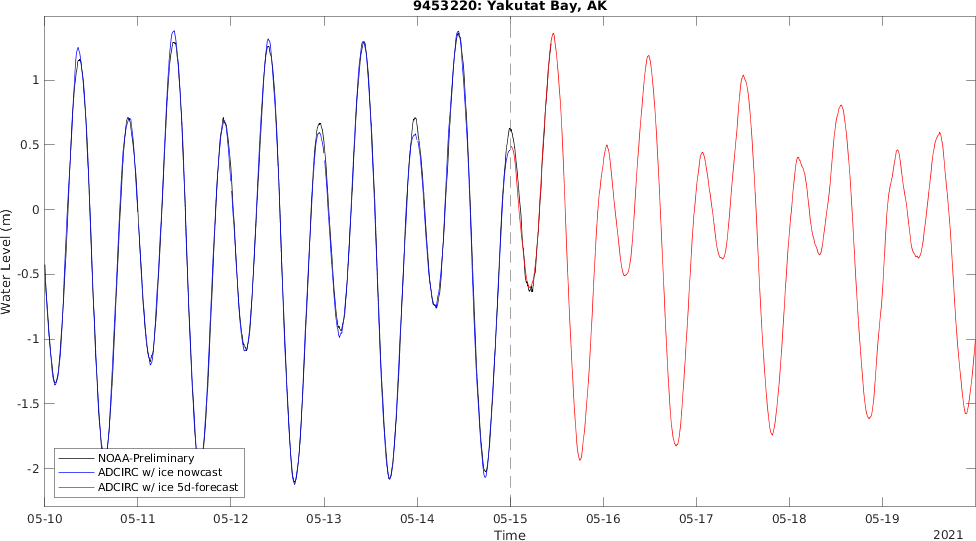 9453220: Yakutat Bay, AK
Water Level (m)
1
0.5
0
-0.5
-1
-1.5
-2
NOAA-Preliminary
ADCIRC w/ ice nowcast
ADCIRC w/ ice 5d-forecast
05-10 05-11 05-12 05-13 05-14 05-15 05-16 05-17 05-18 05-19
Time
2021